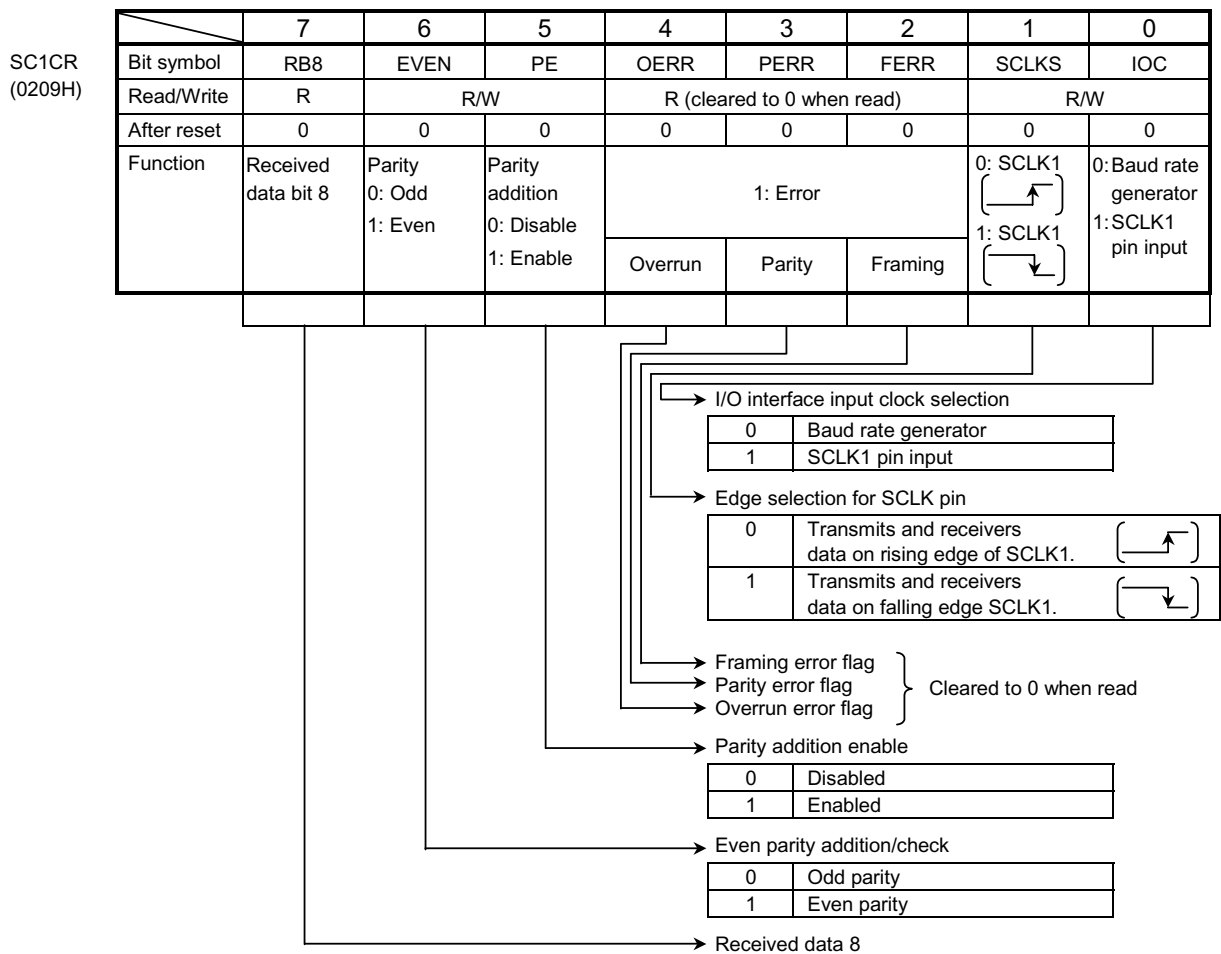 7 6 5 4 3 2 1 0
SC1CR
(0209H)
Bit symbol RB8 EVEN PE OERR PERR FERR SCLKS IOC
Read/Write R R/W R (cleared to 0 when read) R/W
After reset 0 0 0 0 0 0 0 0
Function
Received
data bit 8
Parity
0: Odd
1: Even
Parity
addition
0: Disable
1: Enable
1: Error
Overrun Parity Framing
0: SCLK1
1: SCLK1
0: Baud rate
generator
1: SCLK1
pin input
I/O interface input clock selection
0 Baud rate generator
1 SCLK1 pin input
Edge selection for SCLK pin
0 Transmits and receivers
data on rising edge of SCLK1.
1 Transmits and receivers
data on falling edge SCLK1.
Framing error flag
Parity error flag
Overrun error flag
Cleared to 0 when read
Parity addition enable
0 Disabled
1 Enabled
Even parity addition/check
0 Odd parity
1 Even parity
Received data 8